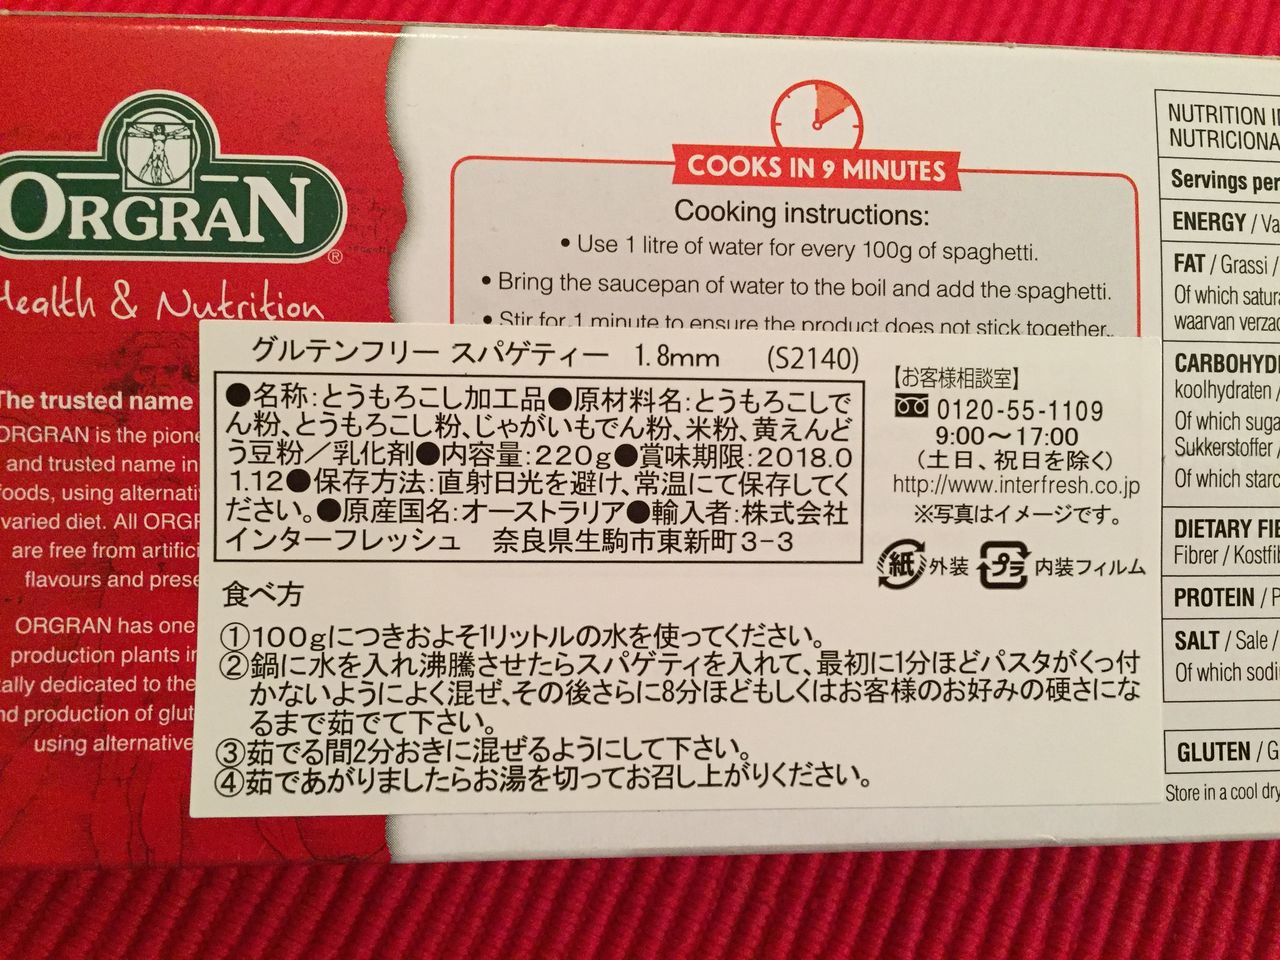 ORGRAN
®
Health & Nutrition
The trusted name
ORGRAN is the
and trusted name in
foods, using
varied diet. All
are free from
flavours and
ORGRAN has one
production plants
dedicated to the
production of
using alternative
COOKS IN 9 MINUTES
Cooking instructions:
• Use 1 litre of water for every 100g of spaghetti.
• Bring the saucepan of water to the boil and add the spaghetti.
• Stir for 1 minute to ensure the product does not stick together.
グルテンフリー スパゲティー 1.8mm (S2140)
●名称:とうもろこし加工品●原材料名:とうもろこしで
ん粉、とうもろこし粉、じゃがいもでん粉、米粉、黄えんど
う豆粉／乳化剤●内容量:220g●賞味期限:2018.0
1.12●保存方法:直射日光を避け、常温にて保存してく
ださい。●原産国名:オーストラリア●輸入者:株式会社
インターフレッシュ 奈良県生駒市東新町3-3
【お客様相談室】
0120-55-1109
9:00～17:00
(土日、祝日を除く)
http://www.interfresh.co.jp
※写真はイメージです。
紙 外装 プラ 内装フィルム
食べ方
①100gにつきおよそ1リットルの水を使ってください。
②鍋に水を入れ沸騰させたらスパゲティを入れて、最初に1分ほどパスタがくっ付
かないようによく混ぜ、その後さらに8分ほどもしくはお客様のお好みの硬さにな
るまで茹でて下さい。
③茹でる間2分おきに混ぜるようにして下さい。
④茹であがりましたらお湯を切ってお召し上がりください。
NUTRITION
Servings per
ENERGY /
FAT / Grassi /
Of which
waarvan
koolhydraten /
Of which
Sukkerstoffer /
Of which
DIETARY
Fibrer /
PROTEIN /
SALT / Sale /
Of which
GLUTEN /
Store in a cool dry